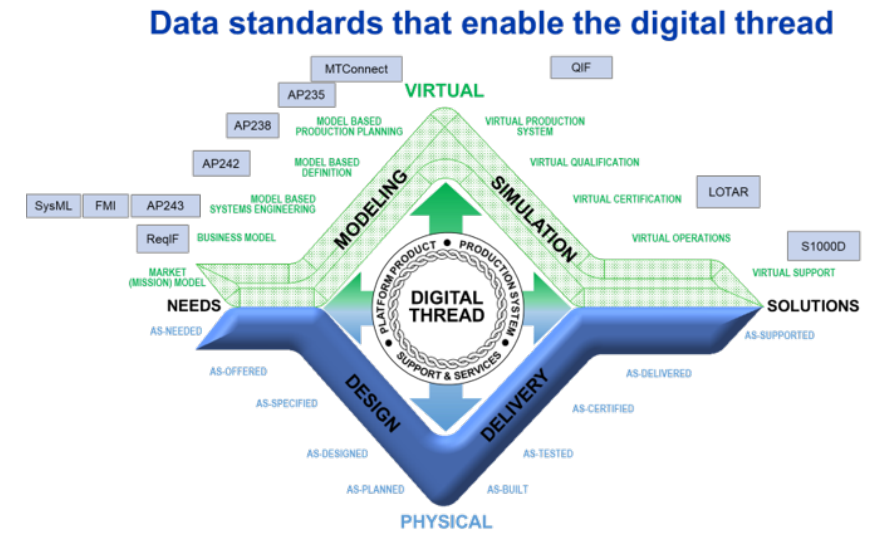 Data standards that enable the digital thread
MTConnect
QIF
AP235
VIRTUAL
AP238
MODEL BASED
PRODUCTION PLANNING
VIRTUAL PRODUCTION
SYSTEM
AP242
MODEL BASED
DEFINITION
VIRTUAL QUALIFICATION
SysML
FMI
AP243
MODEL BASED
SYSTEMS ENGINEERING
MODELING
SIMULATION
VIRTUAL CERTIFICATION
LOTAR
ReqIF
BUSINESS MODEL
VIRTUAL OPERATIONS
S1000D
MARKET
(MISSION) MODEL
VIRTUAL SUPPORT
NEEDS
PLATFORM PRODUCT • PRODUCTION SYSTEM • SUPPORT & SERVICES •
DIGITAL
THREAD
SOLUTIONS
AS-NEEDED
AS-SUPPORTED
AS-OFFERED
AS-DELIVERED
DESIGN
DELIVERY
AS-SPECIFIED
AS-CERTIFIED
AS-DESIGNED
AS-TESTED
AS-PLANNED
AS-BUILT
PHYSICAL